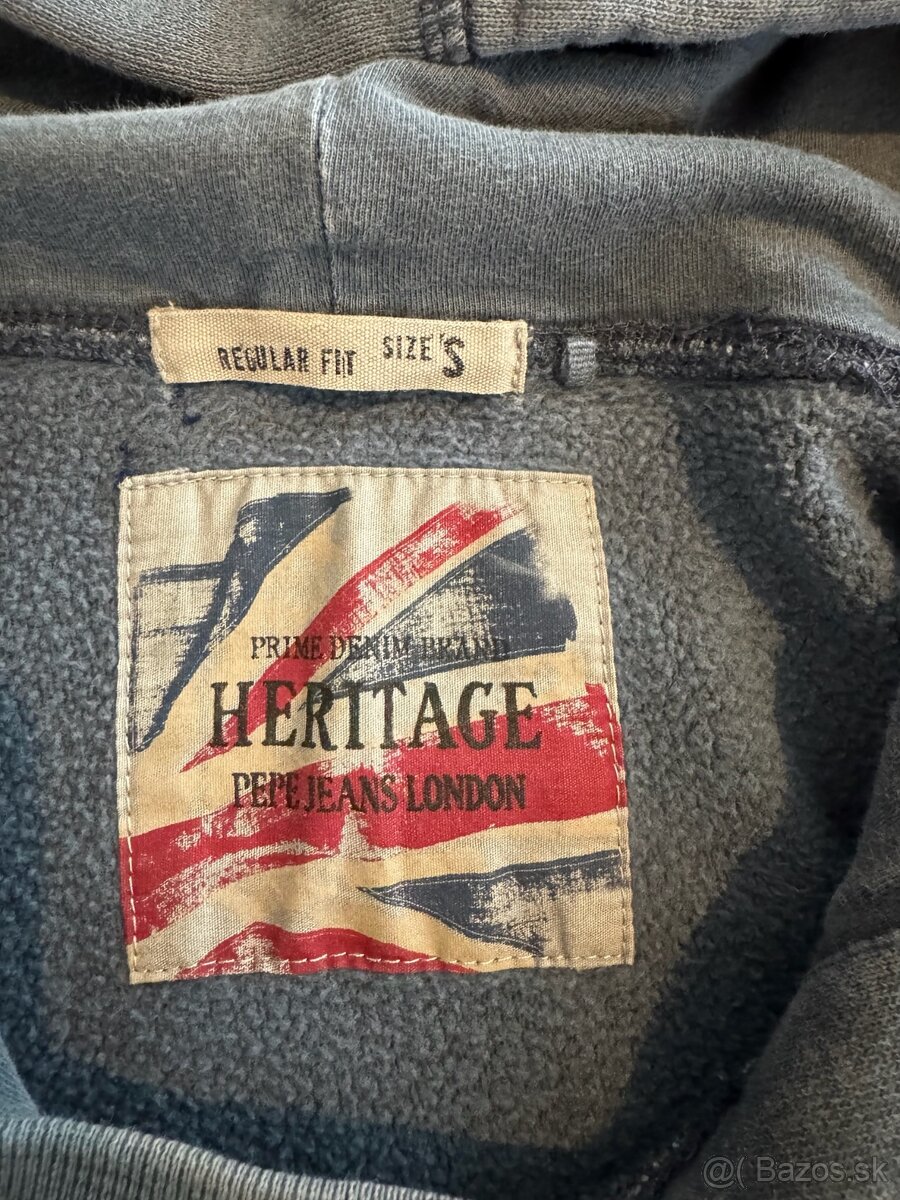 REGULAR FIT SIZE S
PRIME DENIM BRAND
HERITAGE
PEPE JEANS LONDON
@( Bazos.sk